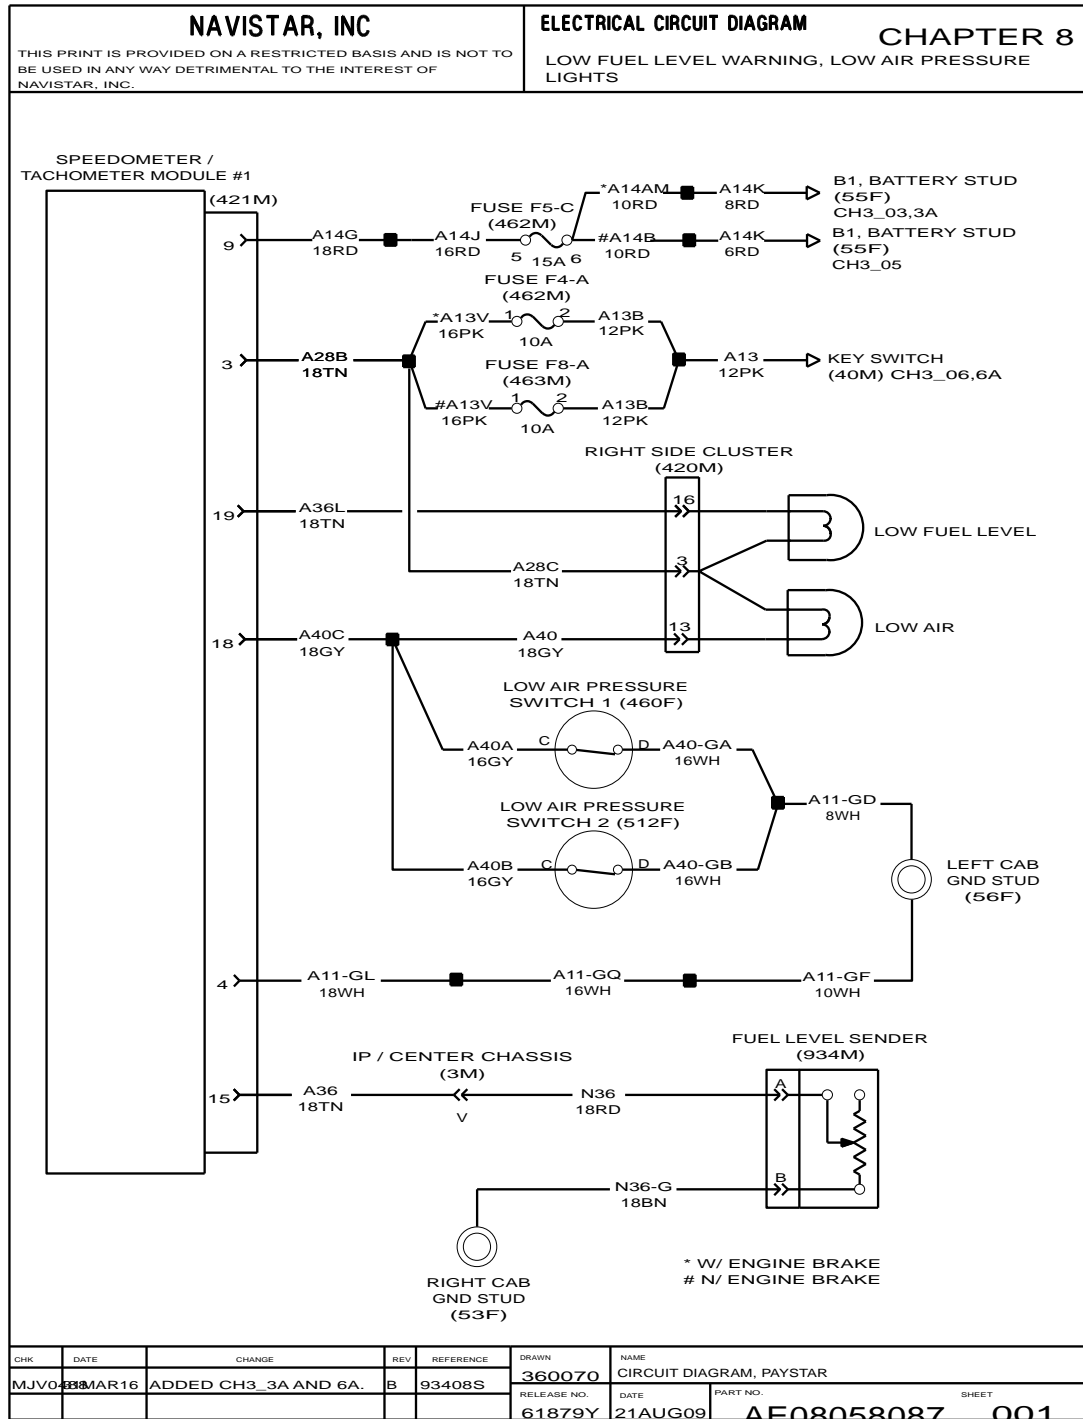 NAVISTAR, INC
THIS PRINT IS PROVIDED ON A RESTRICTED BASIS AND IS NOT TO
BE USED IN ANY WAY DETRIMENTAL TO THE INTEREST OF
NAVISTAR, INC.
ELECTRICAL CIRCUIT DIAGRAM
CHAPTER 8
LOW FUEL LEVEL WARNING, LOW AIR PRESSURE
LIGHTS
SPEEDOMETER /
TACHOMETER MODULE #1
(421M)
9
A14G
18RD
A14J
16RD
FUSE F5-C
(462M)
5 15A 6
*A14AM
10RD
A14K
8RD
B1, BATTERY STUD
(55F)
CH3_03,3A
#A14B
10RD
A14K
6RD
B1, BATTERY STUD
(55F)
CH3_05
FUSE F4-A
(462M)
*A13V
16PK
1 2
10A
A13B
12PK
3
A28B
18TN
FUSE F8-A
(463M)
#A13V
16PK
1 2
10A
A13B
12PK
A13
12PK
KEY SWITCH
(40M) CH3_06,6A
RIGHT SIDE CLUSTER
(420M)
19
A36L
18TN
16
LOW FUEL LEVEL
A28C
18TN
3
18
A40C
18GY
A40
18GY
13
LOW AIR
LOW AIR PRESSURE
SWITCH 1 (460F)
A40A
16GY
C D
A40-GA
16WH
LOW AIR PRESSURE
SWITCH 2 (512F)
A40B
16GY
C D
A40-GB
16WH
A11-GD
8WH
LEFT CAB
GND STUD
(56F)
4
A11-GL
18WH
A11-GQ
16WH
A11-GF
10WH
15
A36
18TN
IP / CENTER CHASSIS
(3M)
V
N36
18RD
FUEL LEVEL SENDER
(934M)
A
B
N36-G
18BN
RIGHT CAB
GND STUD
(53F)
* W/ ENGINE BRAKE
# N/ ENGINE BRAKE
CHK DATE CHANGE REV REFERENCE
ADDED CH3_3A AND 6A. B 93408S
DRAWN
360070
NAME
CIRCUIT DIAGRAM, PAYSTAR
RELEASE NO.
61879Y
DATE
21AUG09
PART NO.
AE08058087
SHEET
001